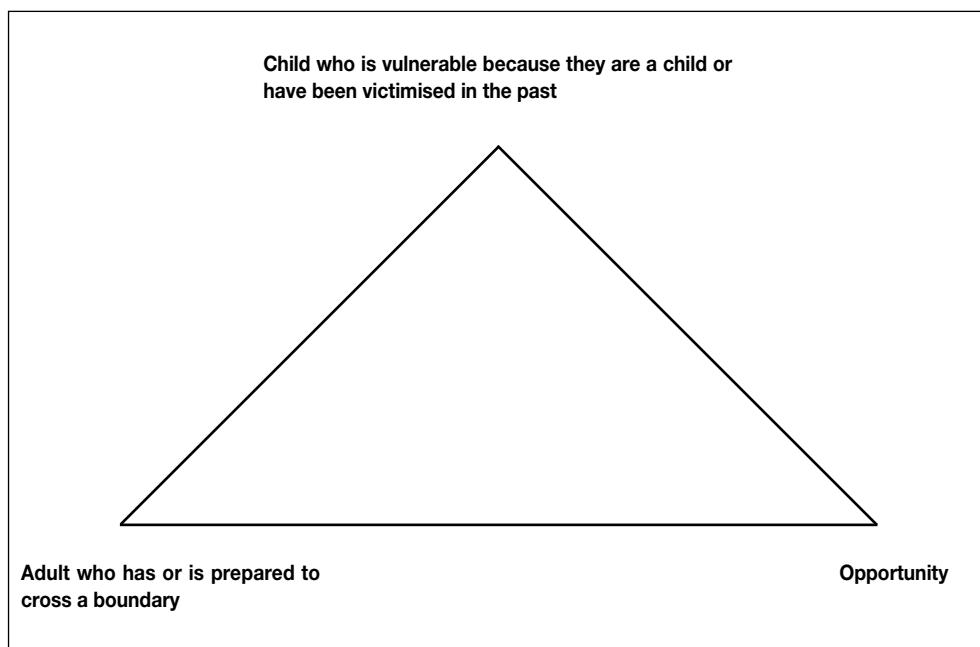 Child who is vulnerable because they are a child or
have been victimised in the past
Adult who has or is prepared to
cross a boundary
Opportunity